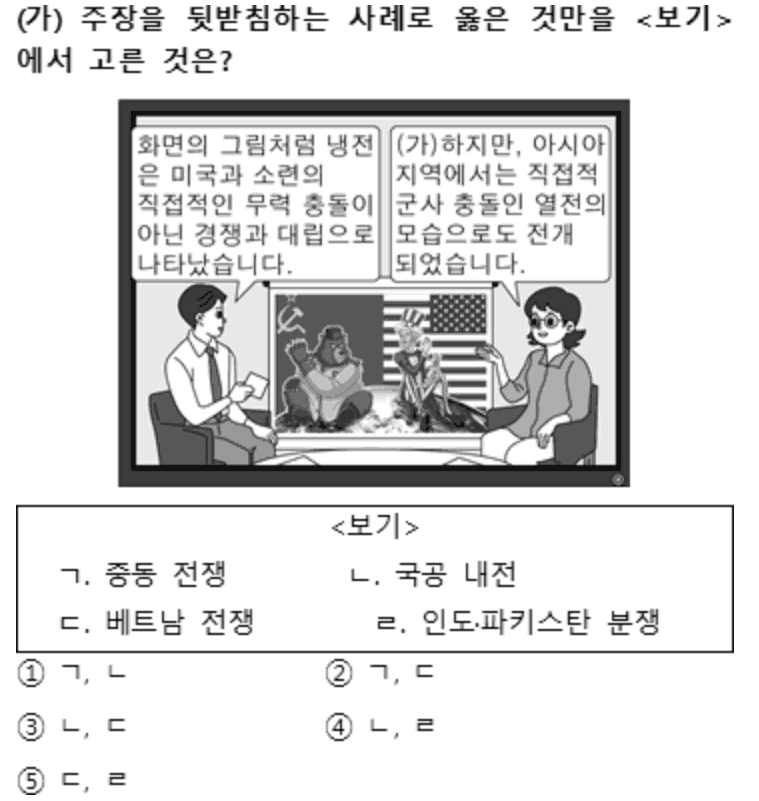 (가) 주장을 뒷받침하는 사례로 옳은 것만을 <보기>
에서 고른 것은?
화면의 그림처럼 냉전
은 미국과 소련의
직접적인 무력 충돌이
아닌 경쟁과 대립으로
나타났습니다.
(가)하지만, 아시아
지역에서는 직접적
군사 충돌인 열전의
모습으로도 전개
되었습니다.
<보기>
ㄱ. 중동 전쟁 ㄴ. 국공 내전
ㄷ. 베트남 전쟁 ㄹ. 인도·파키스탄 분쟁
① ㄱ, ㄴ ② ㄱ, ㄷ
③ ㄴ, ㄷ ④ ㄴ, ㄹ
⑤ ㄷ, ㄹ